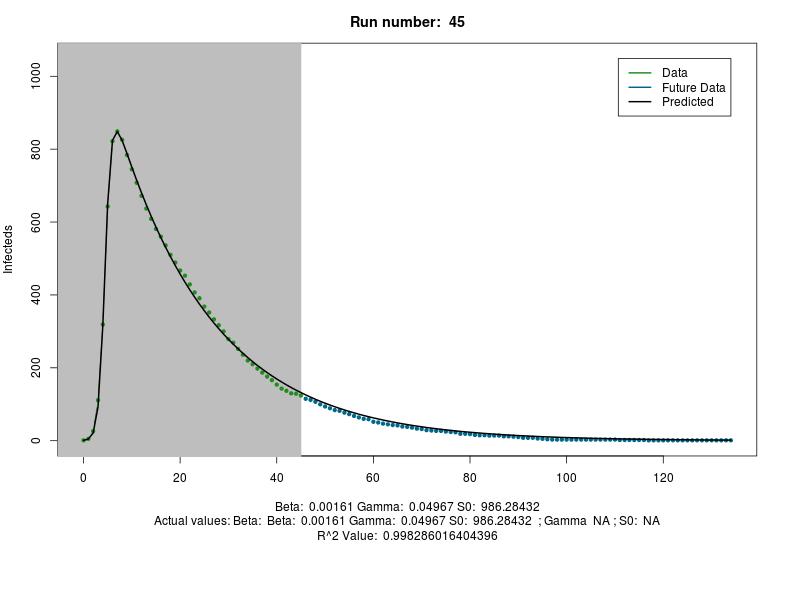 Run number: 45
Infecteds
1000
800
600
400
200
0
Data
Future Data
Predicted
0 20 40 60 80 100 120
Beta: 0.00161 Gamma: 0.04967 S0: 986.28432
Actual values: Beta: Beta: 0.00161 Gamma: 0.04967 S0: 986.28432 ; Gamma NA ; S0: NA
R^2 Value: 0.998286016404396